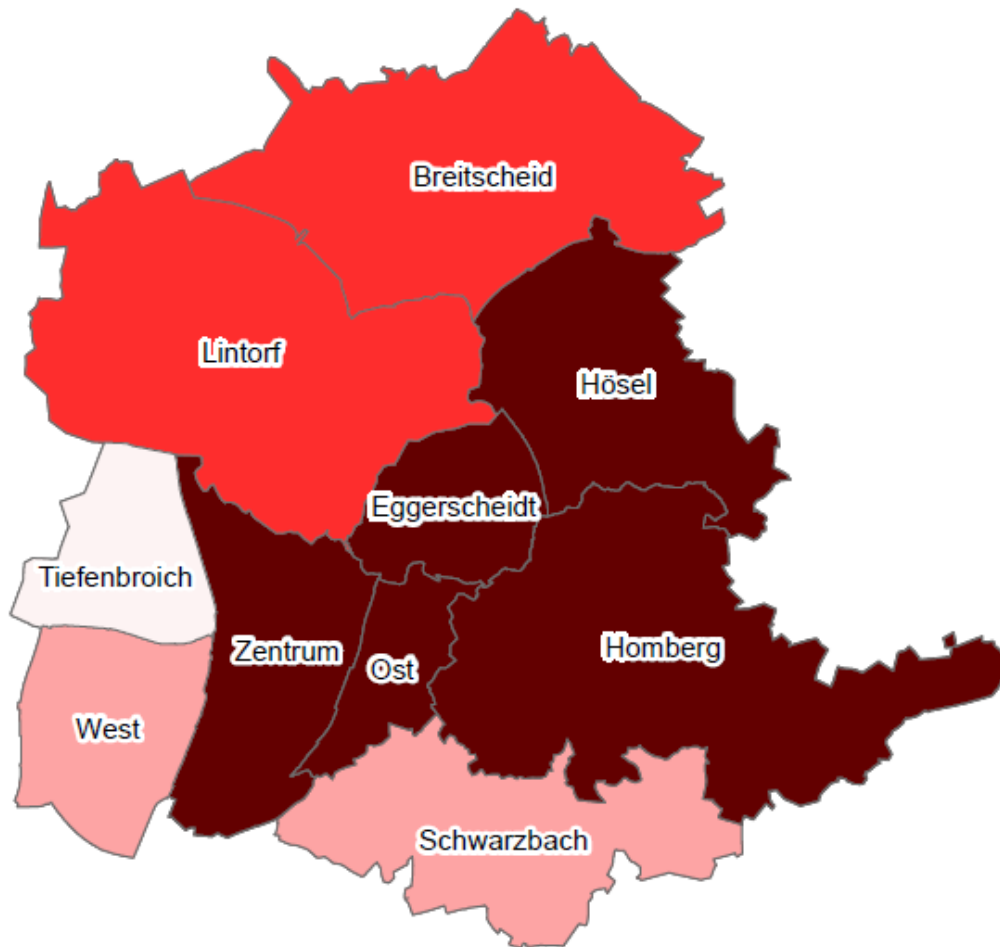 Breitscheid
Lintorf
Hösel
Eggerscheidt
Tiefenbroich
Zentrum
Ost
Homberg
West
Schwarzbach